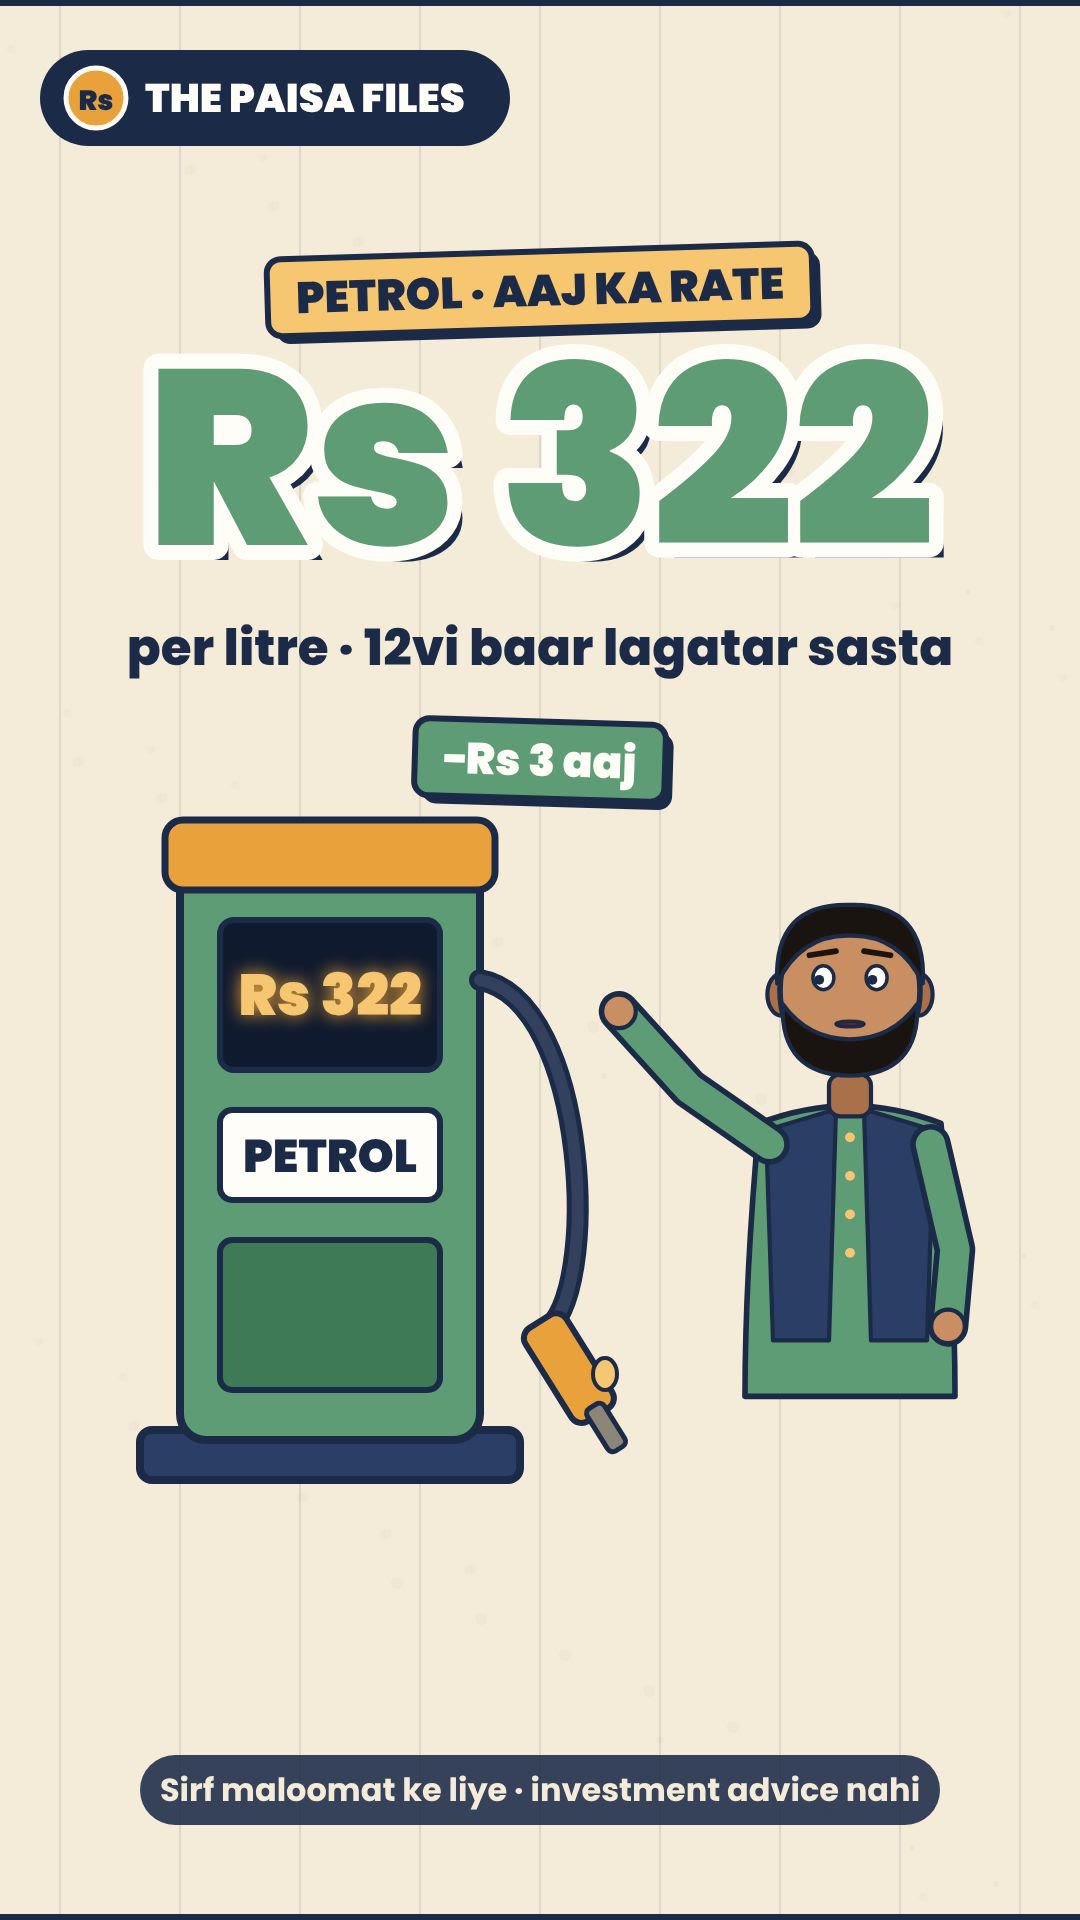 Rs THE PAISA FILES
PETROL · AAJ KA RATE
Rs 322
per litre · 12vi baar lagatar sasta
-Rs 3 aaj
Rs 322
PETROL
Sirf maloomat ke liye · investment advice nahi